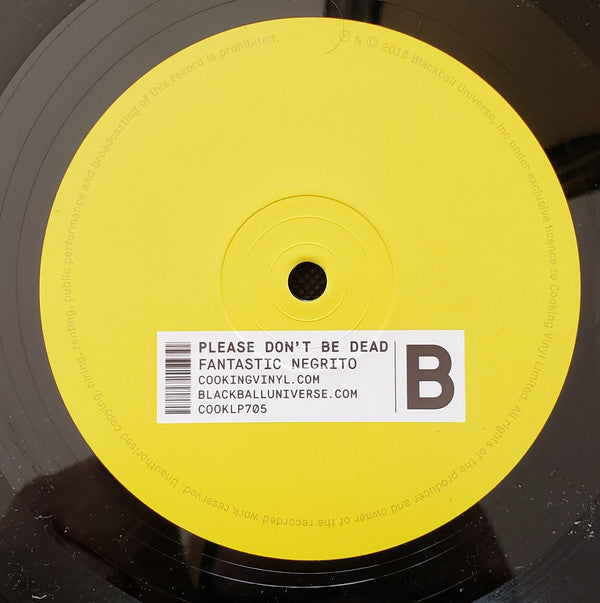 ℗ & © 2018 Blackball Universe, Inc under exclusive licence to Cooking Vinyl Limited. All rights of the producer and owner of the recorded work reserved. Unauthorised copying, hiring, renting, public performance and broadcasting of this record is prohibited.
PLEASE DON'T BE DEAD
FANTASTIC NEGRITO
COOKINGVINYL.COM
BLACKBALLUNIVERSE.COM
COOKLP705
B